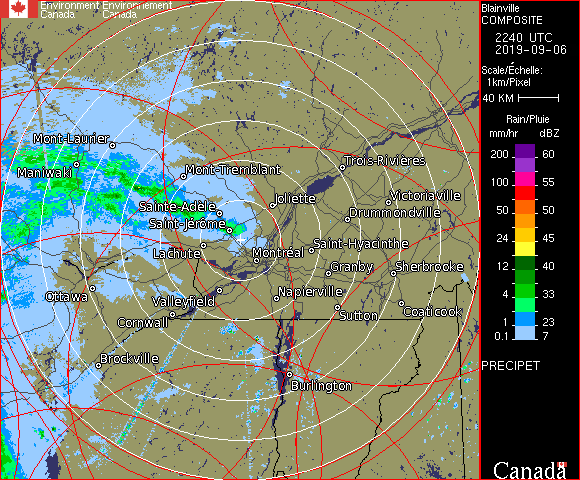 Environment Environnement
Canada Canada
Mont-Laurier
Maniwaki
Mont-Tremblant
Trois-Rivières
Sainte-Adèle
Joliette
Victoriaville
Drummondville
Saint-Jérôme
Lachute
Montréal
Saint-Hyacinthe
Granby
Sherbrooke
Ottawa
Valleyfield
Napierville
Cornwall
Sutton
Coaticook
Brockville
Burlington
Blainville
COMPOSITE
2240 UTC
2019-09-06
Scale/Échelle:
1km/Pixel
40 KM
Rain/Pluie
mm/hr dBZ
200 60
100 55
50 50
24 45
12 40
4 33
1 23
0.1 7
PRECIPET
Canada